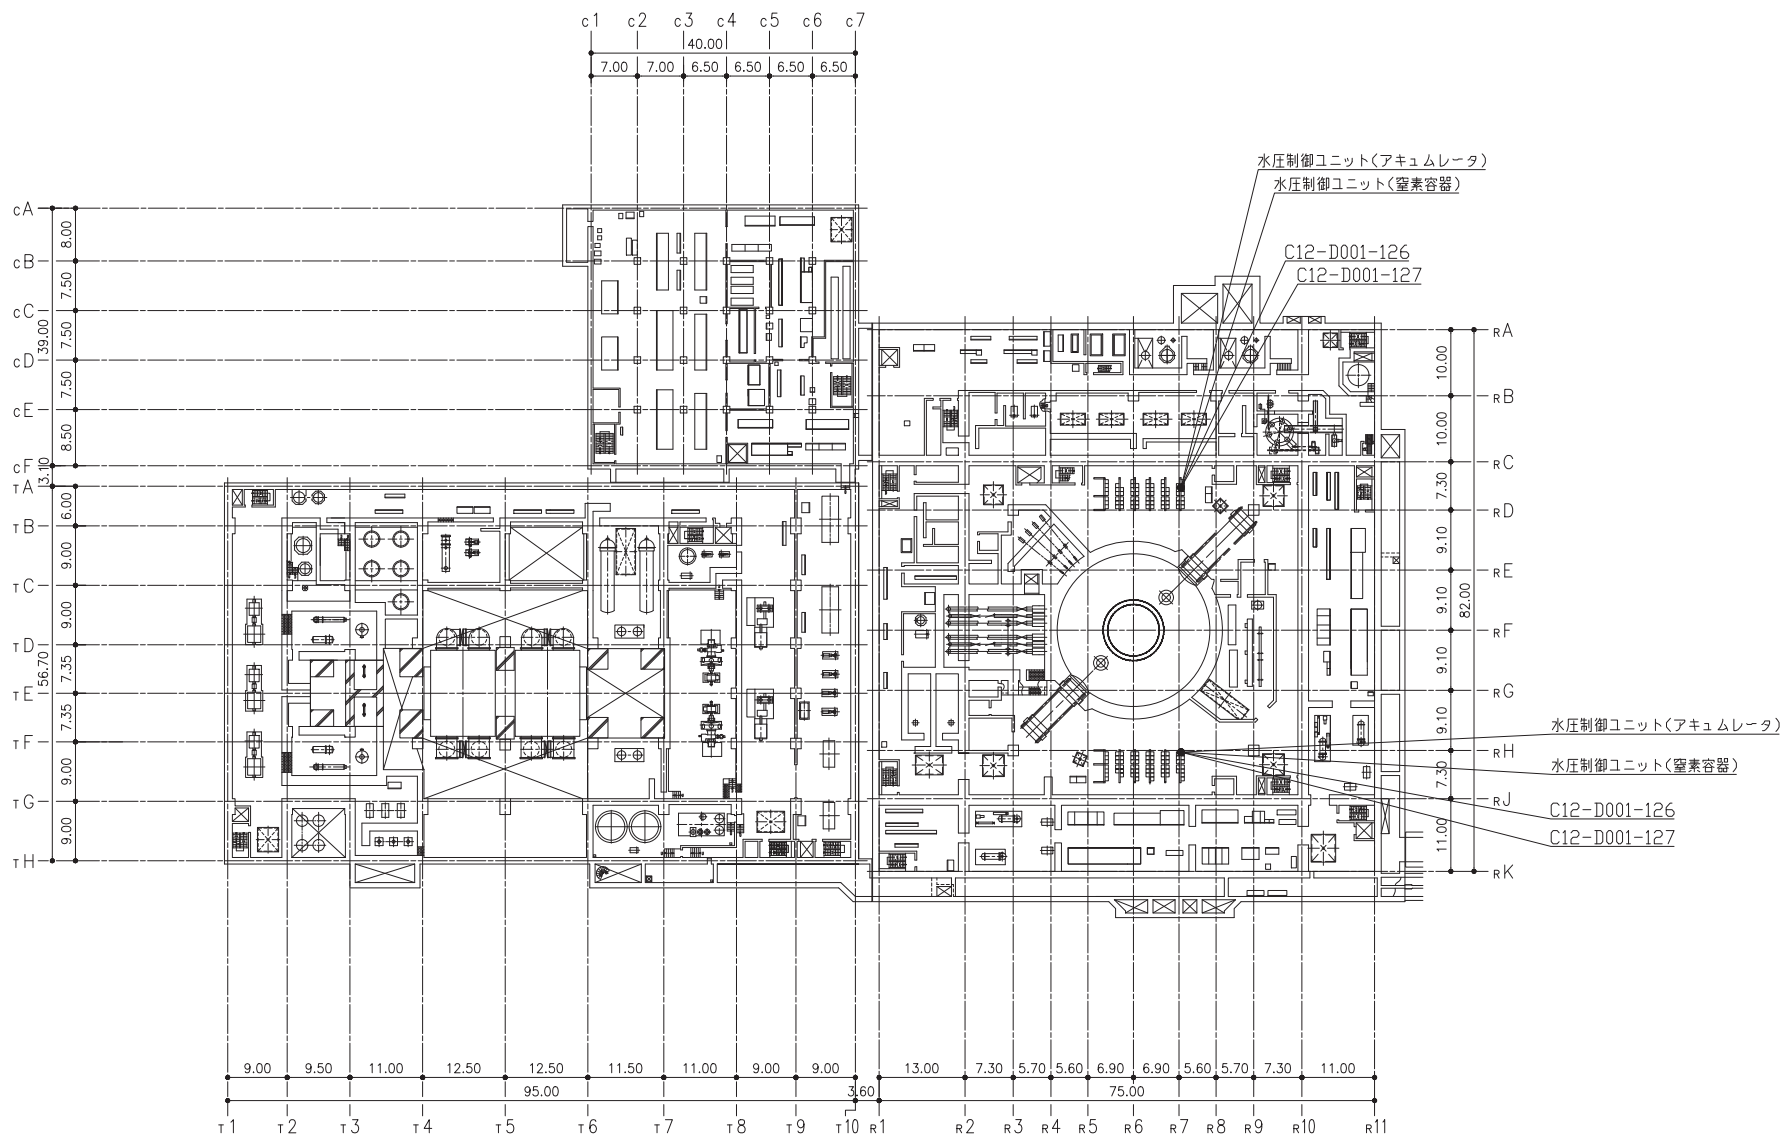 c1 c2 c3 c4 c5 c6 c7
40.00
7.00 7.00 6.50 6.50 6.50 6.50
水圧制御ユニット(アキュムレータ)
水圧制御ユニット(窒素容器)
C12-D001-126
C12-D001-127
cA
8.00
cB
7.50
cC
39.00
7.50
cD
7.50
cE
8.50
cF
3.10
TA
6.00
TB
9.00
TC
9.00
TD
56.70
7.35
TE
7.35
TF
9.00
TG
9.00
TH
RA
10.00
RB
10.00
RC
7.30
RD
9.10
RE
9.10
82.00
RF
9.10
RG
9.10
RH
7.30
RJ
11.00
RK
水圧制御ユニット(アキュムレータ)
水圧制御ユニット(窒素容器)
C12-D001-126
C12-D001-127
9.00 9.50 11.00 12.50 12.50 11.50 11.00 9.00 9.00 13.00 7.30 5.70 5.60 6.90 6.90 5.60 5.70 7.30 11.00
95.00 3.60 75.00
T1 T2 T3 T4 T5 T6 T7 T8 T9 T10 R1 R2 R3 R4 R5 R6 R7 R8 R9 R10 R11